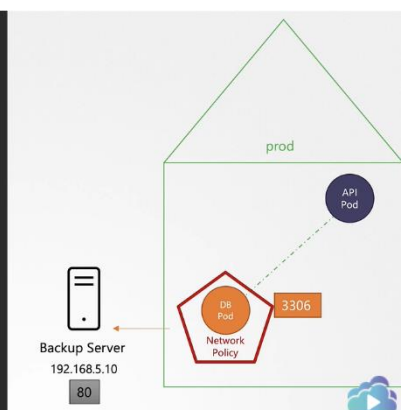 prod
API
Pod
DB
Pod
3306
Network
Policy
Backup Server
192.168.5.10
80